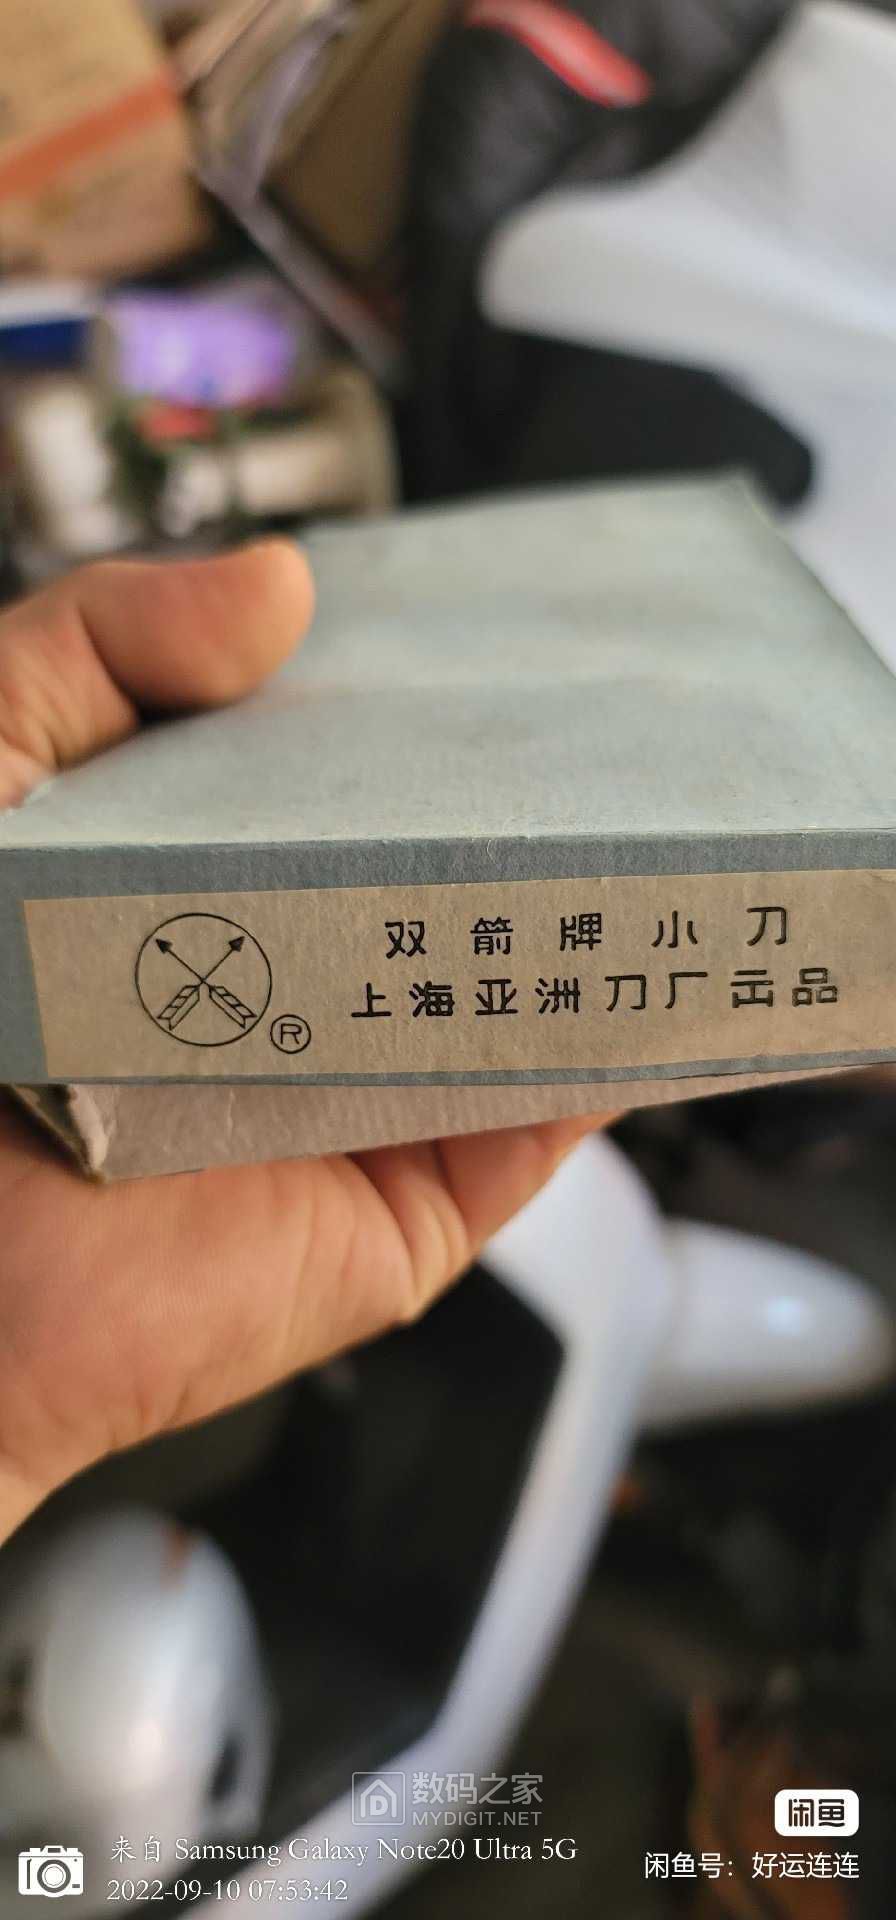 双箭牌小刀
上海亚洲刀厂出品
®
数码之家
MYDIGIT.NET
闲鱼
来自 Samsung Galaxy Note20 Ultra 5G
闲鱼号：好运连连
2022-09-10 07:53:42